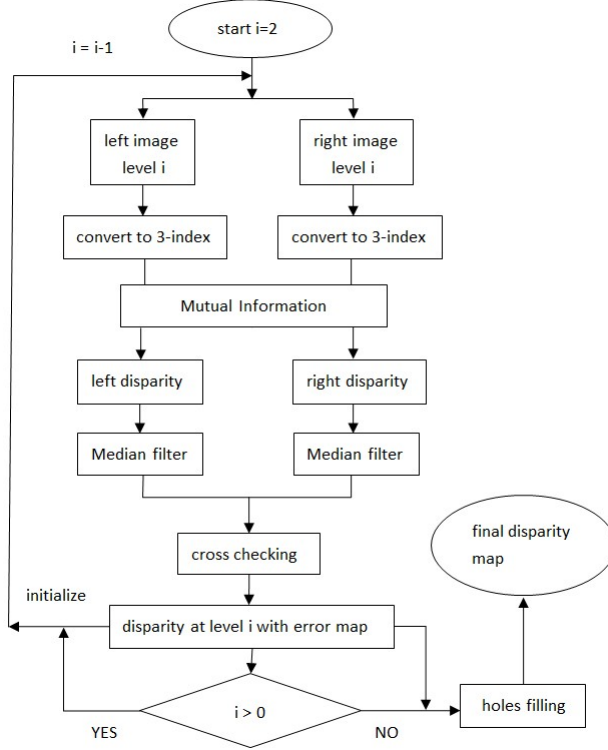 start i=2
i = i-1
left image
level i
right image
level i
convert to 3-index
convert to 3-index
Mutual Information
left disparity
right disparity
Median filter
Median filter
cross checking
final disparity
map
initialize
disparity at level i with error map
i > 0
holes filling
YES
NO